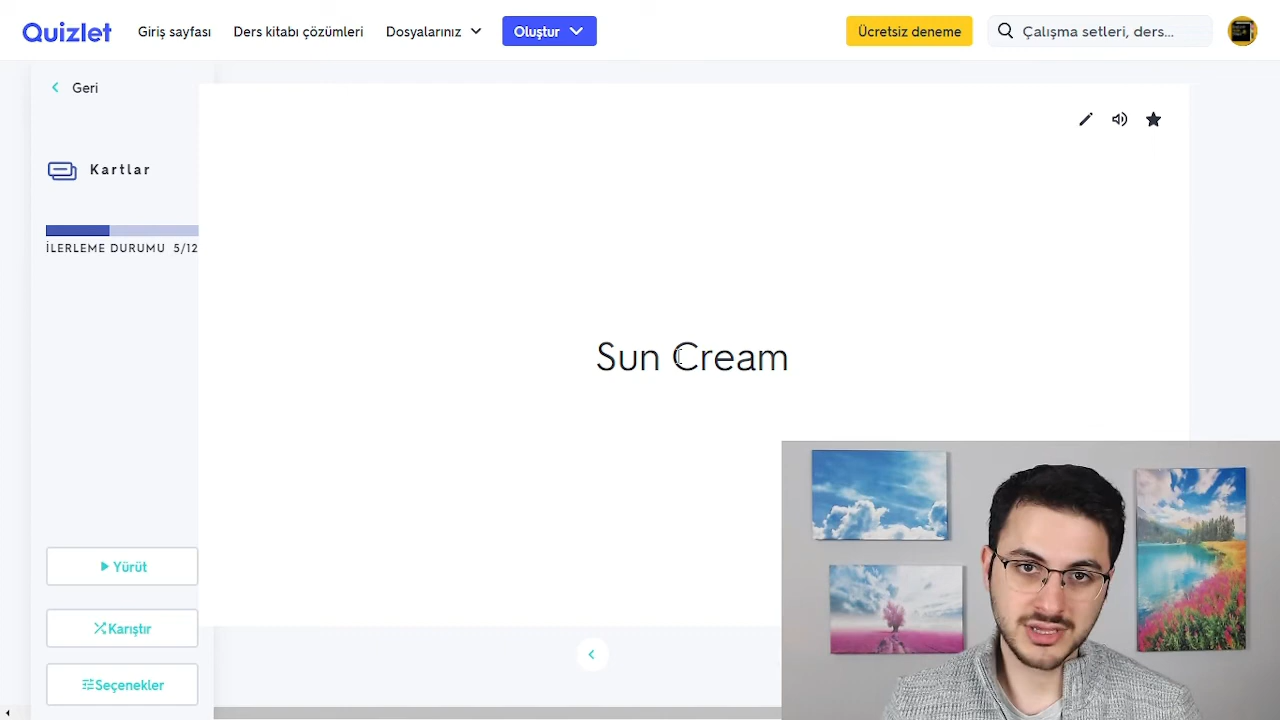 Quizlet
Giriş sayfası
Ders kitabı çözümleri
Dosyalarınız
Oluştur
Ücretsiz deneme
Çalışma setleri, ders...
Geri
Kartlar
İLERLEME DURUMU 5/12
Sun Cream
Yürüt
Karıştır
Seçenekler